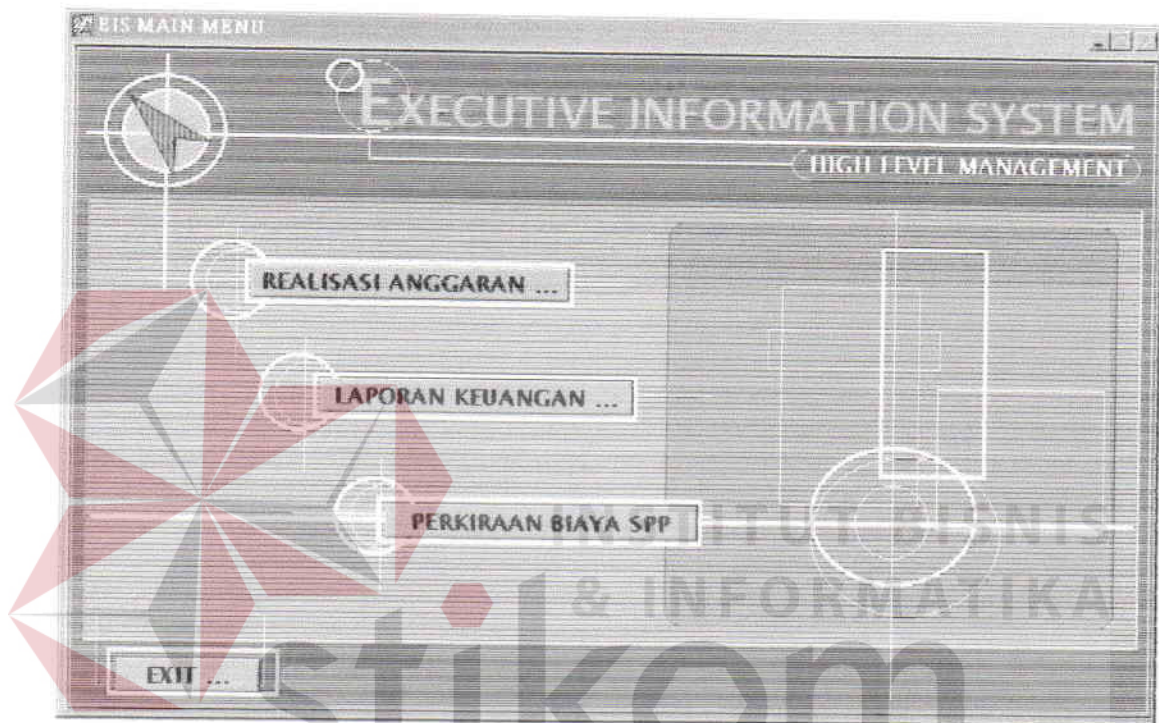 EIS MAIN MENU
EXECUTIVE INFORMATION SYSTEM
HIGH LEVEL MANAGEMENT
REALISASI ANGGARAN ...
LAPORAN KEUANGAN ...
PERKIRAAN BIAYA SPP
INSTITUT BISNIS
& INFORMATIKA
stikom
EXIT ...